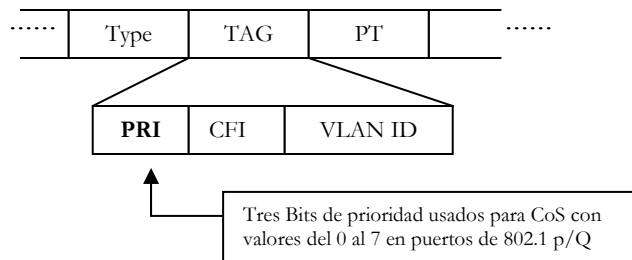 ...... Type TAG PT ......
PRI CFI VLAN ID
Tres Bits de prioridad usados para CoS con
valores del 0 al 7 en puertos de 802.1 p/Q